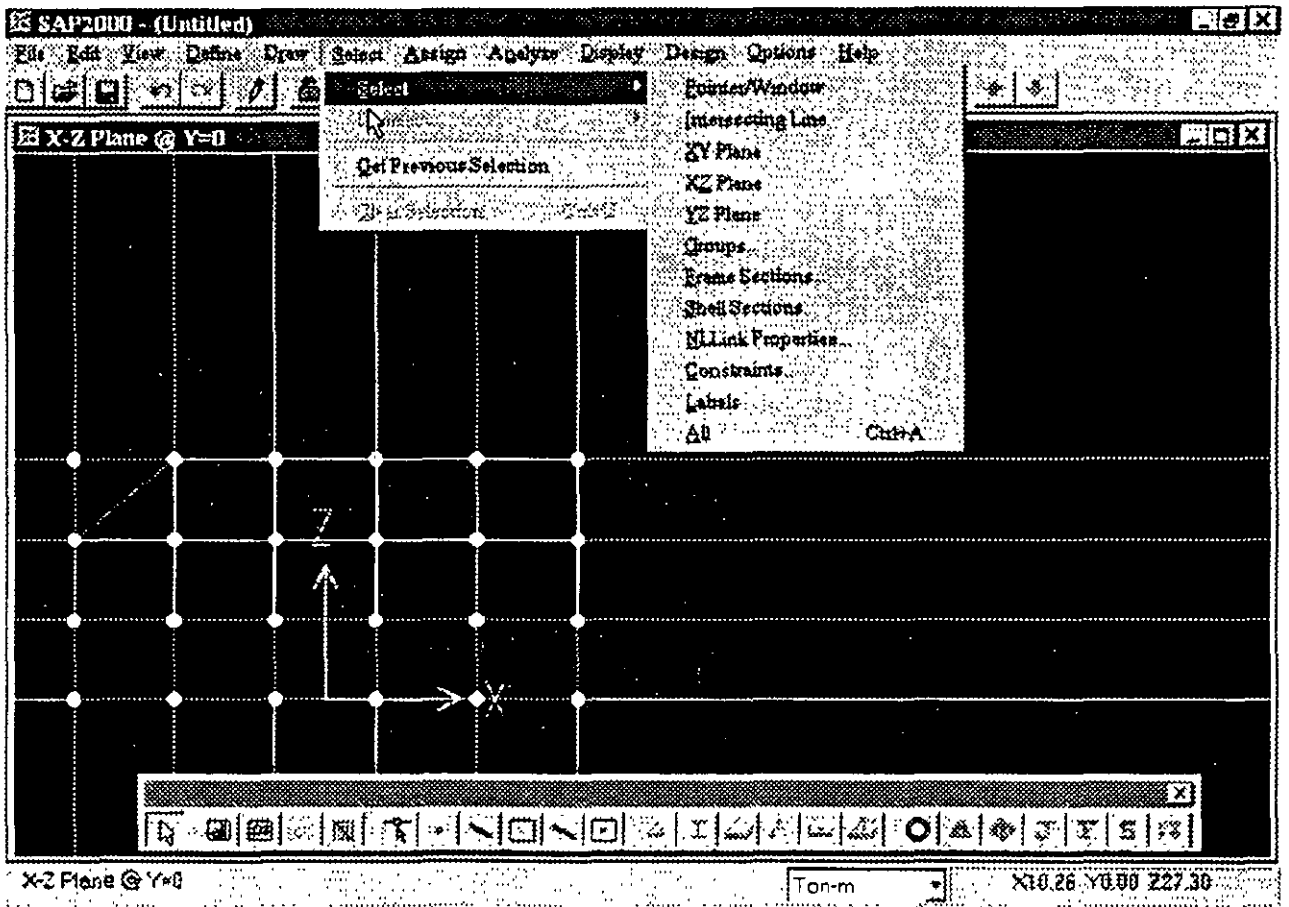 SAP2000 - (Untitled)
File Edit View Define Draw Select Assign Analyze Display Design Options Help
Select
Get Previous Selection
Pointer/Window
Intersecting Line
XY Plane
XZ Plane
YZ Plane
Groups...
Frame Sections...
Shell Sections...
NLLink Properties...
Constraints...
Labels...
All Ctrl+A
X-Z Plane @ Y=0
Z
X
X-Z Plane @ Y=0
Ton-m
X10.26 Y0.00 Z27.30